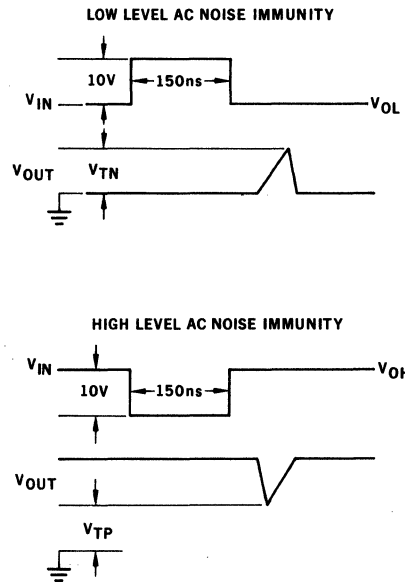 LOW LEVEL AC NOISE IMMUNITY
10V
150ns
VIN
VOL
VOUT
VTN
HIGH LEVEL AC NOISE IMMUNITY
VIN
VOH
10V
150ns
VOUT
VTP